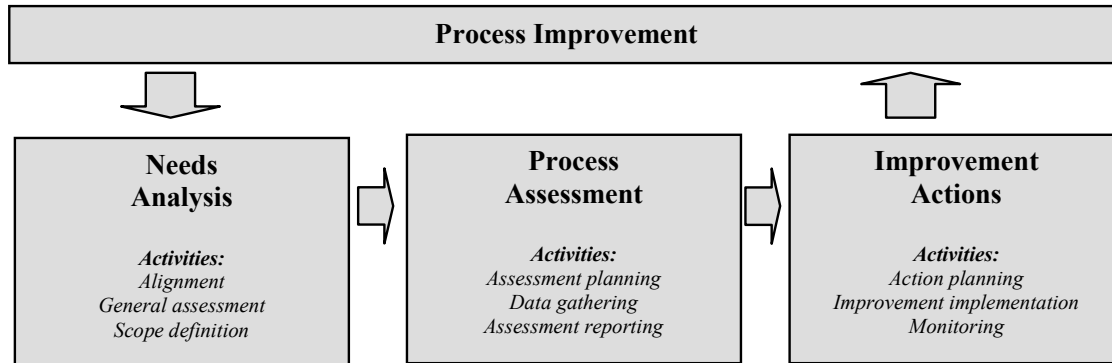 Process Improvement
Needs
Analysis
Activities:
Alignment
General assessment
Scope definition
Process
Assessment
Activities:
Assessment planning
Data gathering
Assessment reporting
Improvement
Actions
Activities:
Action planning
Improvement implementation
Monitoring